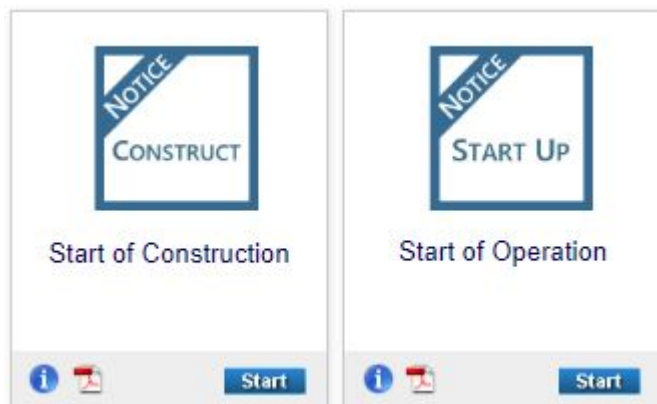 NOTICE
CONSTRUCT
Start of Construction
Start
NOTICE
START UP
Start of Operation
Start